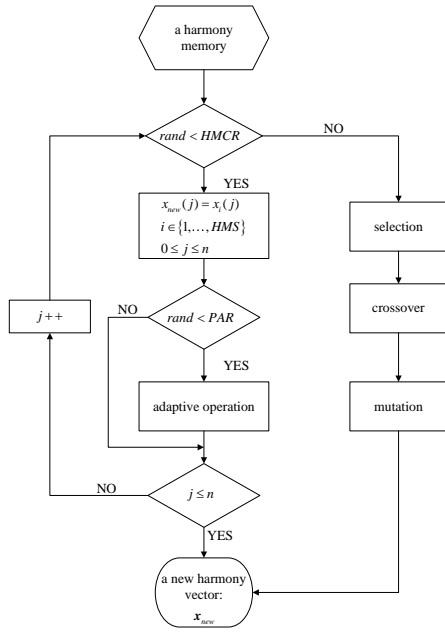 a harmony
memory
rand < HMCR
NO
YES
x_new(j) = x_i(j)
i ∈ {1,…,HMS}
0 ≤ j ≤ n
selection
crossover
mutation
j + +
NO
rand < PAR
YES
adaptive operation
NO
j ≤ n
YES
a new harmony
vector:
x_new